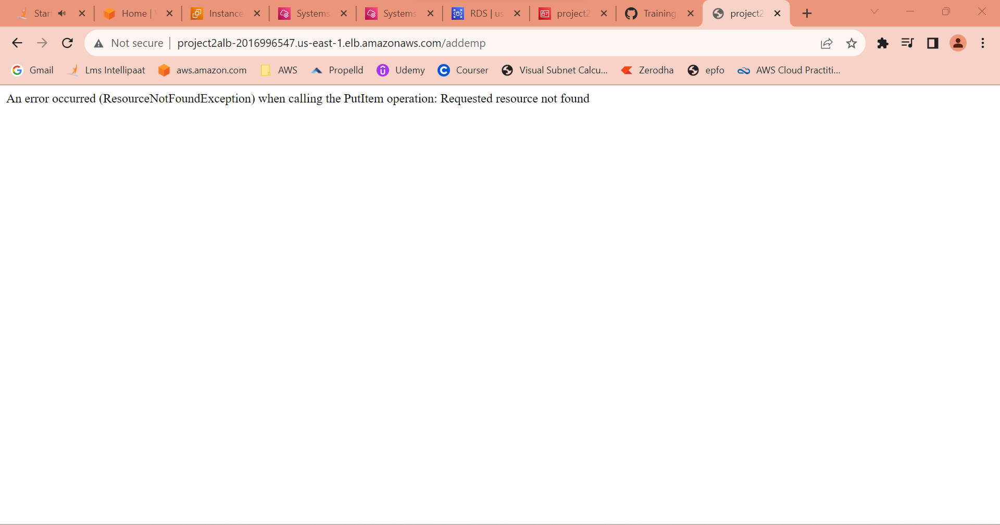 Star
Home |
Instance
Systems
Systems
RDS | us
project2
Training
project2
Not secure | project2alb-2016996547.us-east-1.elb.amazonaws.com/addemp
Gmail
Lms Intellipaat
aws.amazon.com
AWS
Propelld
Udemy
Courser
Visual Subnet Calcu...
Zerodha
epfo
AWS Cloud Practiti...
An error occurred (ResourceNotFoundException) when calling the PutItem operation: Requested resource not found